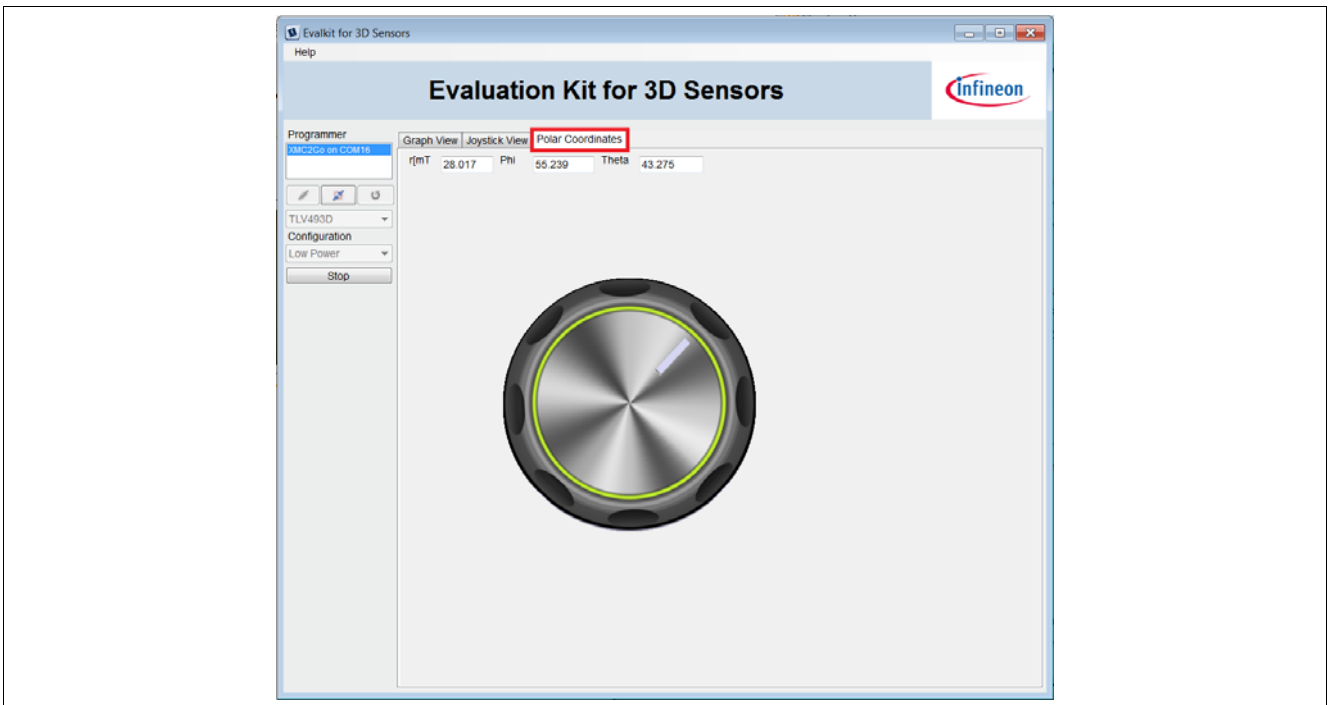 Evalkit for 3D Sensors
Help
Evaluation Kit for 3D Sensors
infineon
Programmer
XMC2Go on COM16
Graph View Joystick View Polar Coordinates
r[mT 28.017 Phi 55.239 Theta 43.275
TLV493D
Configuration
Low Power
Stop